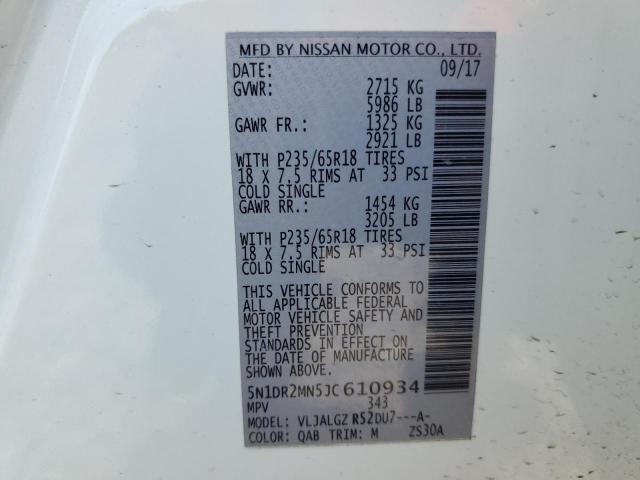 MFD BY NISSAN MOTOR CO., LTD.
DATE: 09/17
GVWR: 2715 KG
5986 LB
GAWR FR.: 1325 KG
2921 LB
WITH P235/65R18 TIRES
18 X 7.5 RIMS AT 33 PSI
COLD SINGLE
GAWR RR.: 1454 KG
3205 LB
WITH P235/65R18 TIRES
18 X 7.5 RIMS AT 33 PSI
COLD SINGLE
THIS VEHICLE CONFORMS TO
ALL APPLICABLE FEDERAL
MOTOR VEHICLE SAFETY AND
THEFT PREVENTION
STANDARDS IN EFFECT ON
THE DATE OF MANUFACTURE
SHOWN ABOVE.
5N1DR2MN5JC610934
MPV 343
MODEL: VLJALGZ R52DU7---A-
COLOR: QAB TRIM: M ZS30A